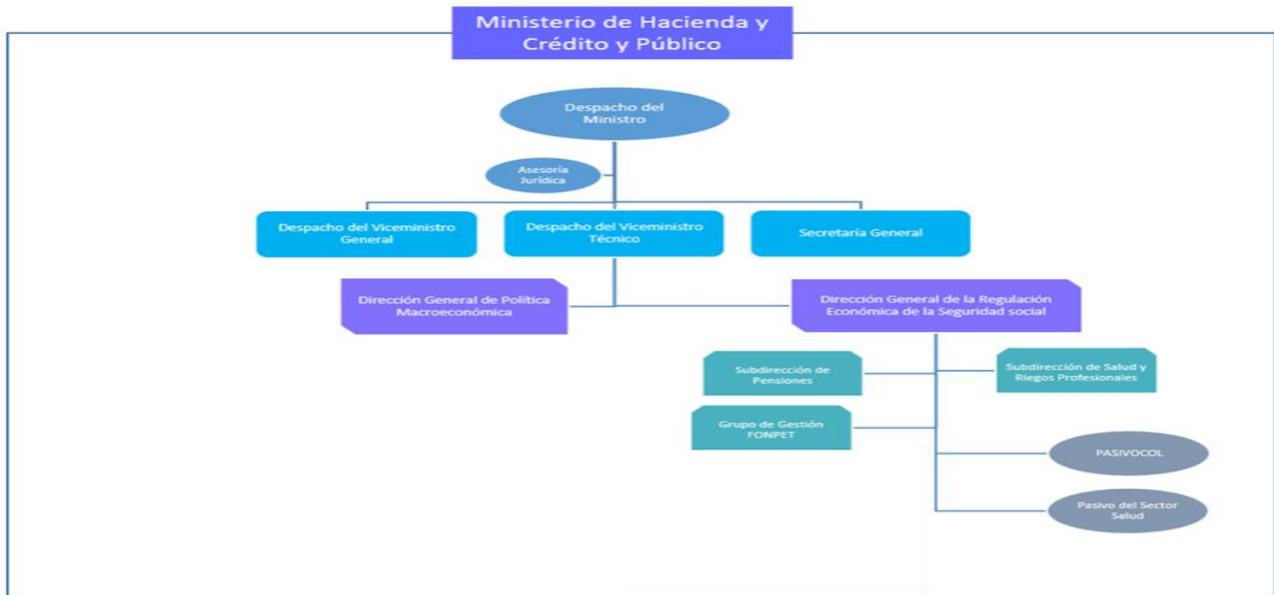 Ministerio de Hacienda y
Crédito y Público
Despacho del
Ministro
Asesoría
Jurídica
Despacho del Viceministro
General
Despacho del Viceministro
Técnico
Secretaría General
Dirección General de Política
Macroeconómica
Dirección General de la Regulación
Económica de la Seguridad social
Subdirección de
Pensiones
Subdirección de Salud y
Riegos Profesionales
Grupo de Gestión
FONPET
PASIVOCOL
Pasivo del Sector
Salud